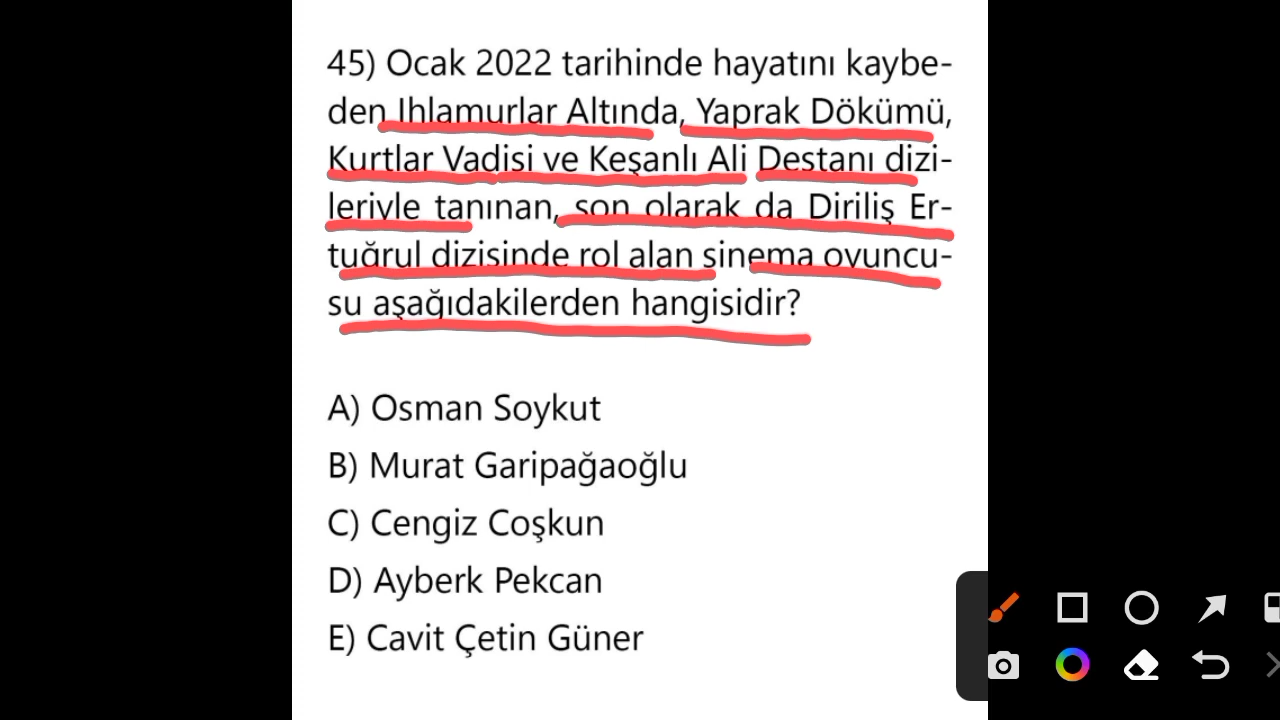 45) Ocak 2022 tarihinde hayatını kaybe-
den Ihlamurlar Altında, Yaprak Dökümü,
Kurtlar Vadisi ve Keşanlı Ali Destanı dizi-
leriyle tanınan, son olarak da Diriliş Er-
tuğrul dizisinde rol alan sinema oyuncu-
su aşağıdakilerden hangisidir?
A) Osman Soykut
B) Murat Garipağaoğlu
C) Cengiz Coşkun
D) Ayberk Pekcan
E) Cavit Çetin Güner